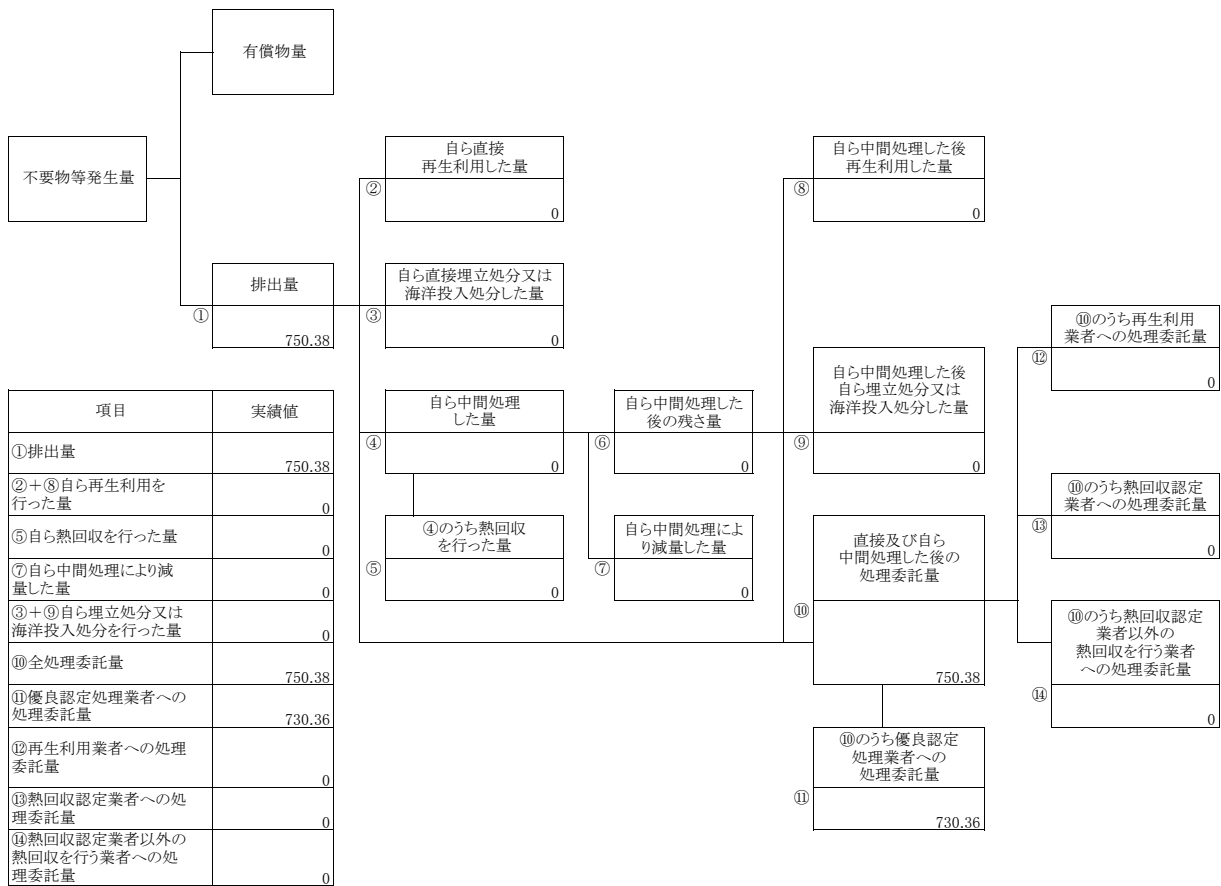 有償物量
不要物等発生量
自ら直接
再生利用した量
②
0
自ら中間処理した後
再生利用した量
⑧
0
排出量
①
750.38
自ら直接埋立処分又は
海洋投入処分した量
③
0
⑩のうち再生利用
業者への処理委託量
⑫
0
自ら中間処理した後
自ら埋立処分又は
海洋投入処分した量
⑨
0
自ら中間処理
した量
④
0
自ら中間処理した
後の残さ量
⑥
0
⑩のうち熱回収認定
業者への処理委託量
⑬
0
④のうち熱回収
を行った量
⑤
0
自ら中間処理によ
り減量した量
⑦
0
直接及び自ら
中間処理した後の
処理委託量
⑩
750.38
⑩のうち熱回収認定
業者以外の
熱回収を行う業者
への処理委託量
⑭
0
⑩のうち優良認定
処理業者への
処理委託量
⑪
730.36
項目 実績値
①排出量
750.38
②+⑧自ら再生利用を
行った量
0
⑤自ら熱回収を行った量
0
⑦自ら中間処理により減
量した量
0
③+⑨自ら埋立処分又は
海洋投入処分を行った量
0
⑩全処理委託量
750.38
⑪優良認定処理業者への
処理委託量
730.36
⑫再生利用業者への処理
委託量
0
⑬熱回収認定業者への処
理委託量
0
⑭熱回収認定業者以外の
熱回収を行う業者への処
理委託量
0